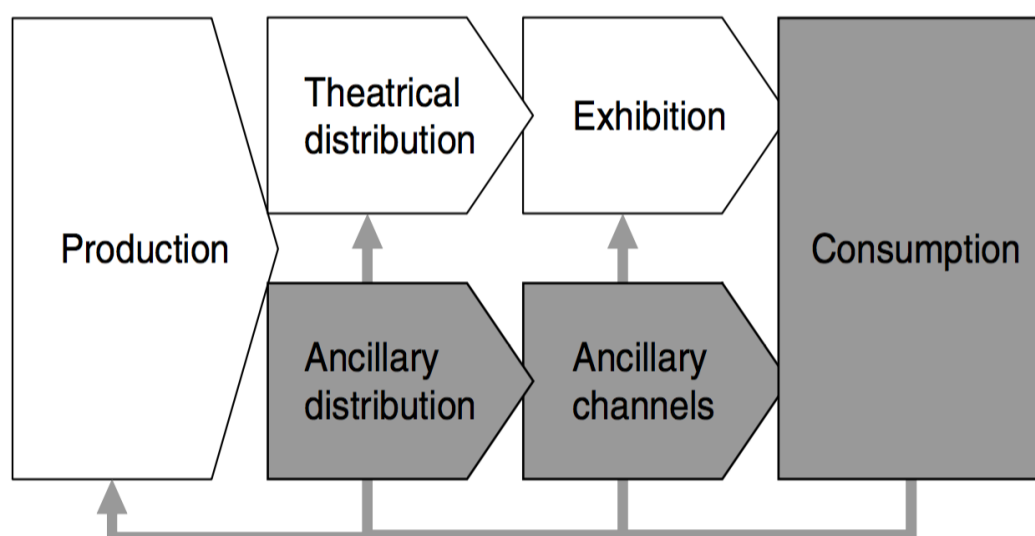 Theatrical
distribution
Exhibition
Production
Consumption
Ancillary
distribution
Ancillary
channels